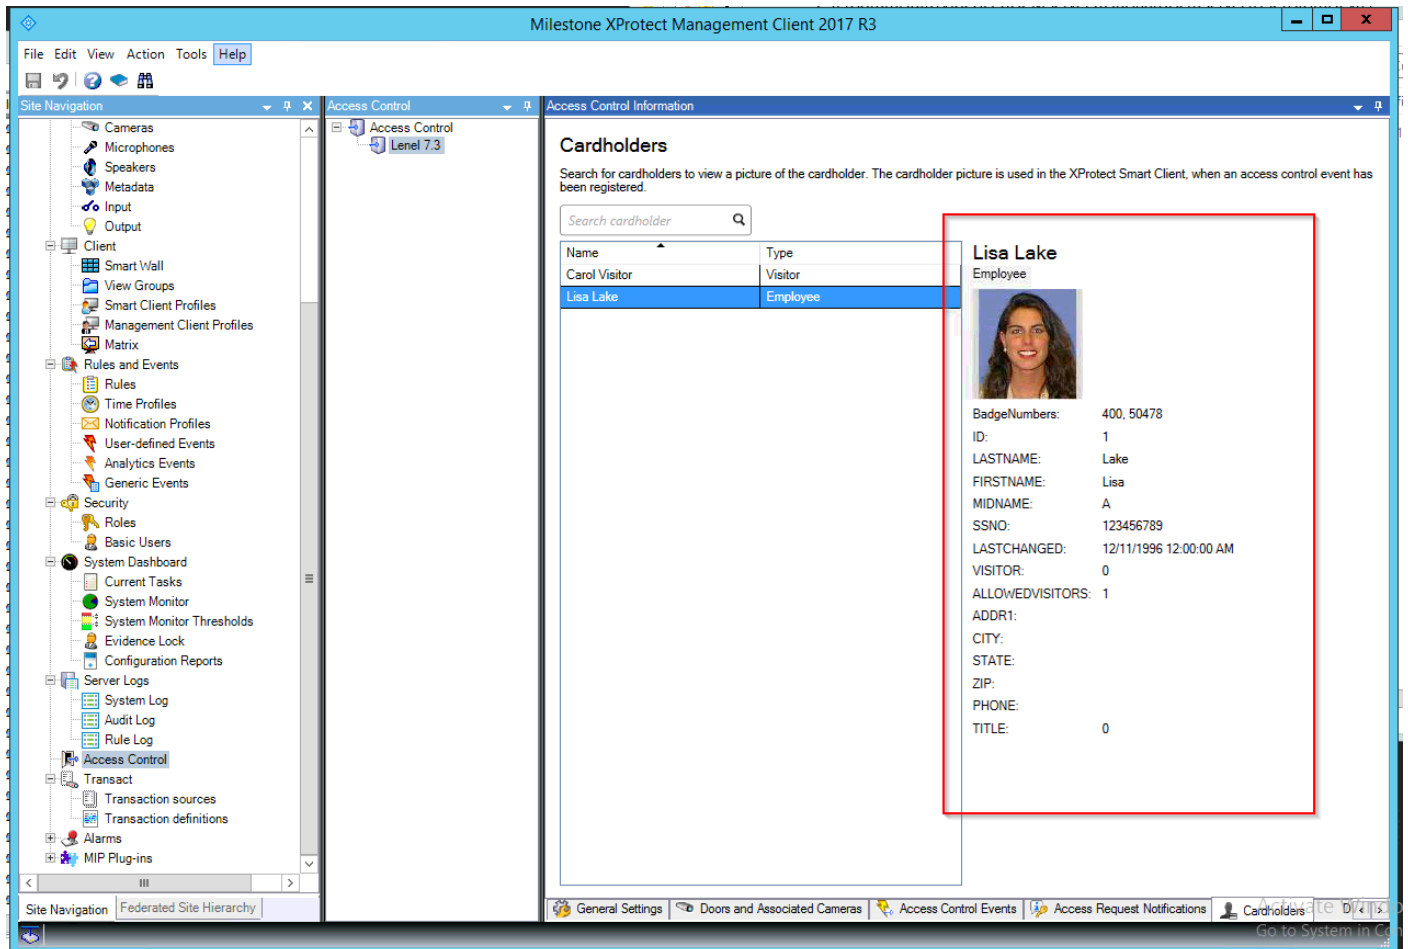 Milestone XProtect Management Client 2017 R3
File Edit View Action Tools Help
Site Navigation
Cameras
Microphones
Speakers
Metadata
Input
Output
Client
Smart Wall
View Groups
Smart Client Profiles
Management Client Profiles
Matrix
Rules and Events
Rules
Time Profiles
Notification Profiles
User-defined Events
Analytics Events
Generic Events
Security
Roles
Basic Users
System Dashboard
Current Tasks
System Monitor
System Monitor Thresholds
Evidence Lock
Configuration Reports
Server Logs
System Log
Audit Log
Rule Log
Access Control
Transact
Transaction sources
Transaction definitions
Alarms
MIP Plug-ins
Site Navigation Federated Site Hierarchy
Access Control
Access Control
Lenel 7.3
Access Control Information
Cardholders
Search for cardholders to view a picture of the cardholder. The cardholder picture is used in the XProtect Smart Client, when an access control event has
been registered.
Search cardholder
Name Type
Carol Visitor Visitor
Lisa Lake Employee
Lisa Lake
Employee
BadgeNumbers: 400, 50478
ID: 1
LASTNAME: Lake
FIRSTNAME: Lisa
MIDNAME: A
SSNO: 123456789
LASTCHANGED: 12/11/1996 12:00:00 AM
VISITOR: 0
ALLOWEDVISITORS: 1
ADDR1:
CITY:
STATE:
ZIP:
PHONE:
TITLE: 0
General Settings Doors and Associated Cameras Access Control Events Access Request Notifications Cardholders D
Go to System in Con